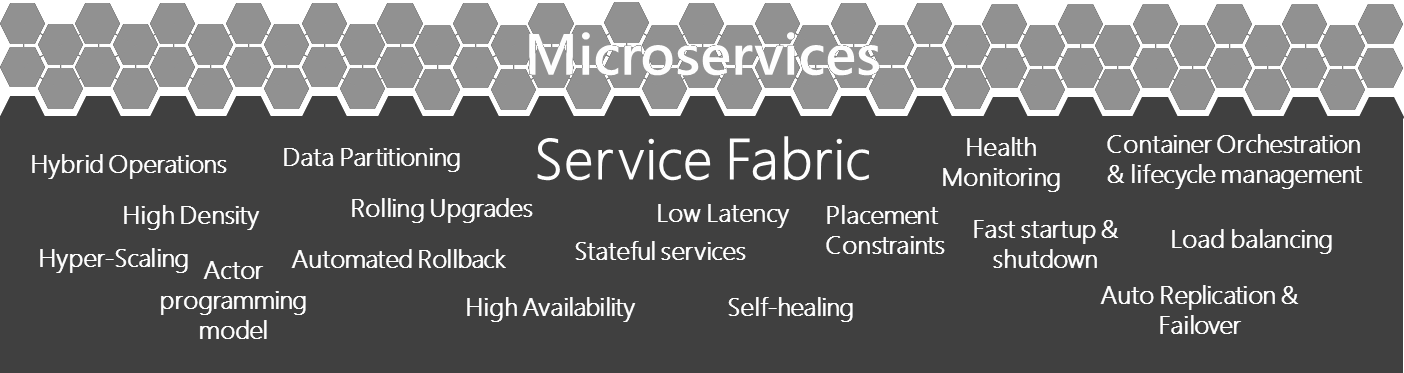 Microservices
Service Fabric
Hybrid Operations
Data Partitioning
Health
Monitoring
Container Orchestration
& lifecycle management
High Density
Rolling Upgrades
Low Latency
Placement
Constraints
Fast startup &
shutdown
Load balancing
Hyper-Scaling
Actor
programming
model
Automated Rollback
Stateful services
High Availability
Self-healing
Auto Replication &
Failover